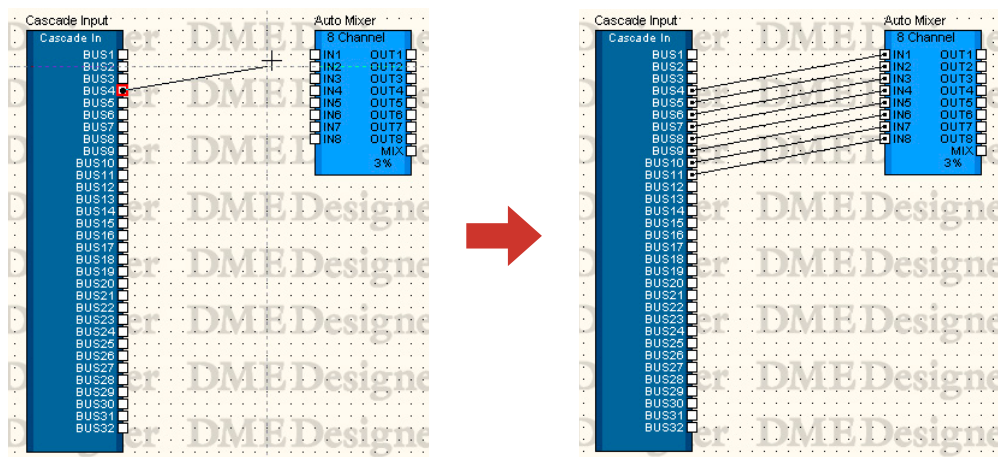 Cascade Input
Cascade In
BUS1
BUS2
BUS3
BUS4
BUS5
BUS6
BUS7
BUS8
BUS9
BUS10
BUS11
BUS12
BUS13
BUS14
BUS15
BUS16
BUS17
BUS18
BUS19
BUS20
BUS21
BUS22
BUS23
BUS24
BUS25
BUS26
BUS27
BUS28
BUS29
BUS30
BUS31
BUS32
Auto Mixer
8 Channel
IN1 OUT1
IN2 OUT2
IN3 OUT3
IN4 OUT4
IN5 OUT5
IN6 OUT6
IN7 OUT7
IN8 OUT8
MIX
3%
DME Designer
Cascade Input
Cascade In
BUS1
BUS2
BUS3
BUS4
BUS5
BUS6
BUS7
BUS8
BUS9
BUS10
BUS11
BUS12
BUS13
BUS14
BUS15
BUS16
BUS17
BUS18
BUS19
BUS20
BUS21
BUS22
BUS23
BUS24
BUS25
BUS26
BUS27
BUS28
BUS29
BUS30
BUS31
BUS32
Auto Mixer
8 Channel
IN1 OUT1
IN2 OUT2
IN3 OUT3
IN4 OUT4
IN5 OUT5
IN6 OUT6
IN7 OUT7
IN8 OUT8
MIX
3%
DME Designer